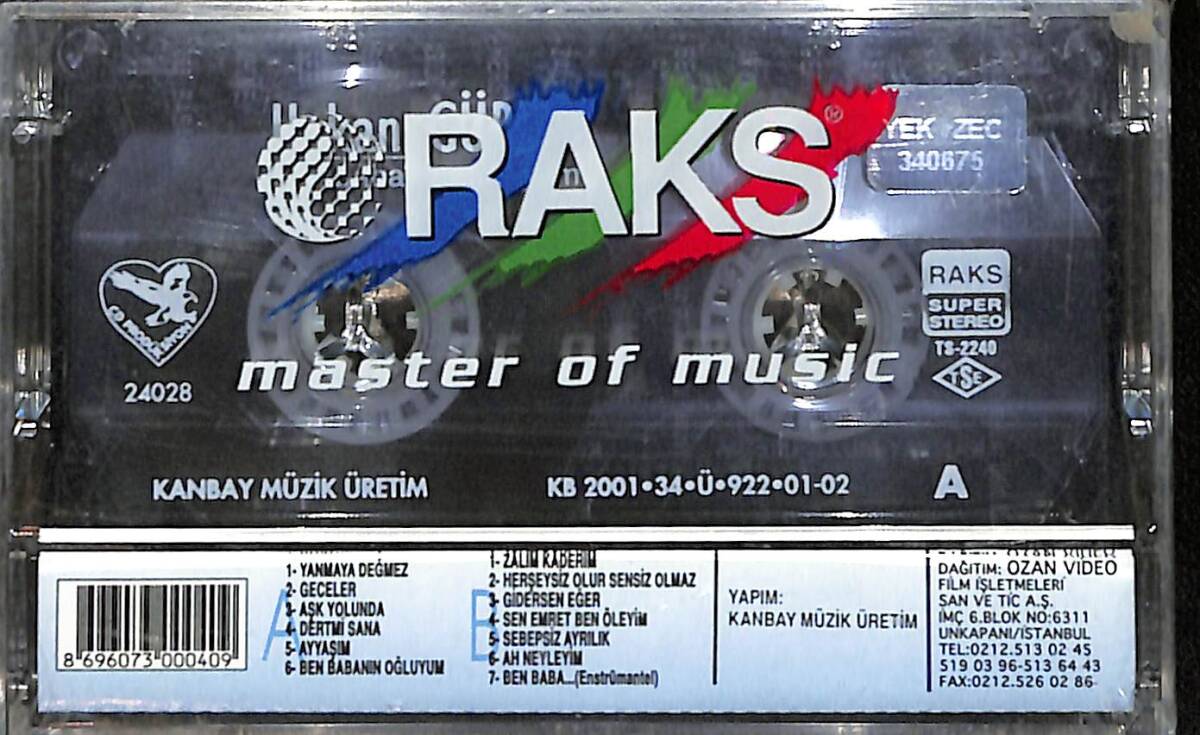 RAKS®
YEK ZEC
340675
RAKS
SUPER
STEREO
TS-2240
TSE
24028
master of music
KANBAY MÜZİK ÜRETİM
KB 2001•34•Ü•922•01-02
A
8 696073 000409
A
1- YANMAYA DEĞMEZ
2- GECELER
3- AŞK YOLUNDA
4- DERTMİ SANA
5- AYYAŞIM
6- BEN BABANIN OĞLUYUM
B
1- ZALIM KADERİM
2- HERŞEYSİZ OLUR SENSİZ OLMAZ
3- GİDERSEN EĞER
4- SEN EMRET BEN ÖLEYİM
5- SEBEPSİZ AYRILIK
6- AH NEYLEYİM
7- BEN BABA...(Enstrümantel)
YAPIM:
KANBAY MÜZİK ÜRETİM
DAĞITIM: OZAN VİDEO
FİLM İŞLETMELERİ
SAN VE TİC A.Ş.
İMÇ 6.BLOK NO:6311
UNKAPANI/İSTANBUL
TEL:0212.513 02 45
519 03 96-513 64 43
FAX:0212.526 02 86